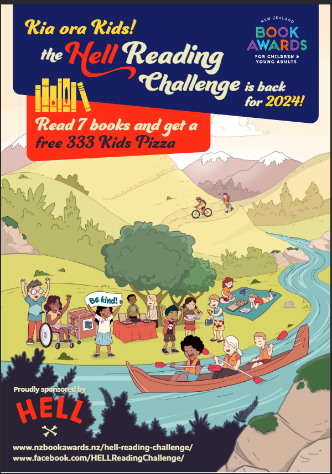 Kia ora Kids!
the Hell Reading
Challenge is back
for 2024!
NEW ZEALAND
BOOK
AWARDS
FOR CHILDREN &
YOUNG ADULTS
Read 7 books and get a
free 333 Kids Pizza
Be kind!
Proudly sponsored by
HELL
www.nzbookawards.nz/hell-reading-challenge/
www.facebook.com/HELLReadingChallenge/